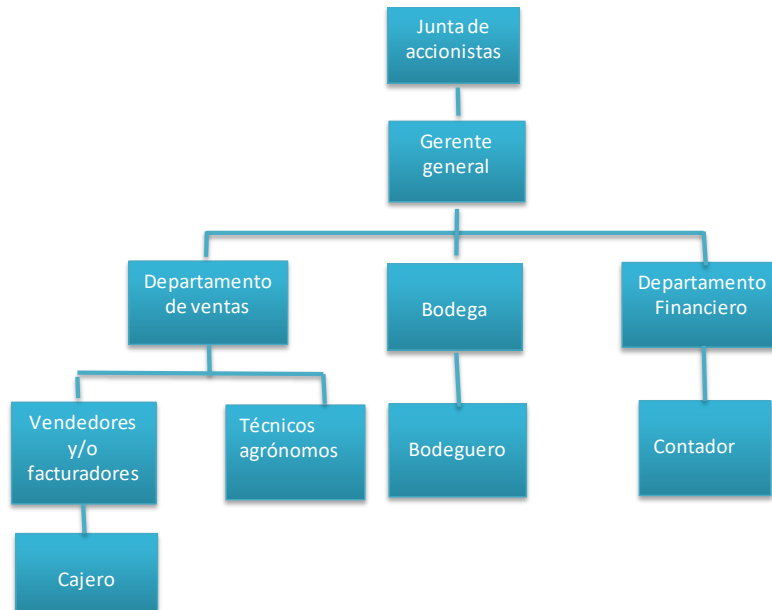 Junta de
accionistas
Gerente
general
Departamento
de ventas
Bodega
Departamento
Financiero
Vendedores
y/o
facturadores
Técnicos
agrónomos
Bodeguero
Contador
Cajero